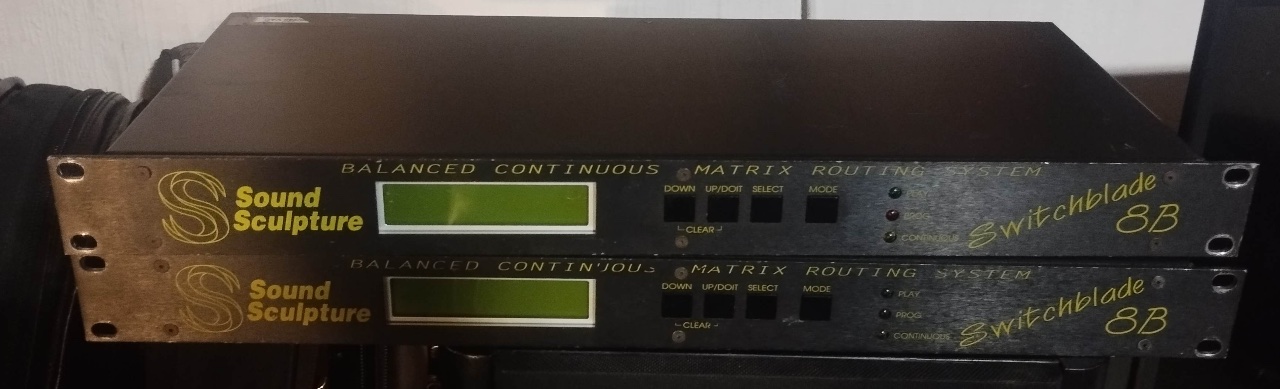 BALANCED CONTINUOUS MATRIX ROUTING SYSTEM
Sound
Sculpture
DOWN UP/DOIT SELECT MODE
CLEAR
PLAY
PROG
CONTINUOUS
Switchblade
8B
BALANCED CONTINUOUS MATRIX ROUTING SYSTEM
Sound
Sculpture
DOWN UP/DOIT SELECT MODE
CLEAR
PLAY
PROG
CONTINUOUS
Switchblade
8B